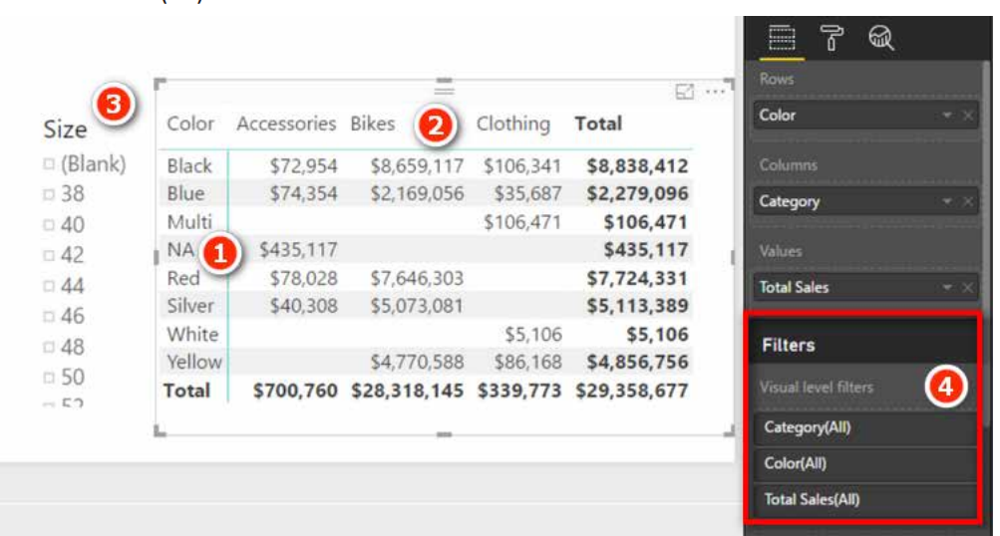 3
Size
(Blank)
38
40
42
44
46
48
50
52
2
Color Accessories Bikes Clothing Total
Black $72,954 $8,659,117 $106,341 $8,838,412
Blue $74,354 $2,169,056 $35,687 $2,279,096
Multi $106,471 $106,471
NA 1 $435,117 $435,117
Red $78,028 $7,646,303 $7,724,331
Silver $40,308 $5,073,081 $5,113,389
White $5,106 $5,106
Yellow $4,770,588 $86,168 $4,856,756
Total $700,760 $28,318,145 $339,773 $29,358,677
Rows
Color
Columns
Category
Values
Total Sales
Filters
Visual level filters
4
Category(All)
Color(All)
Total Sales(All)